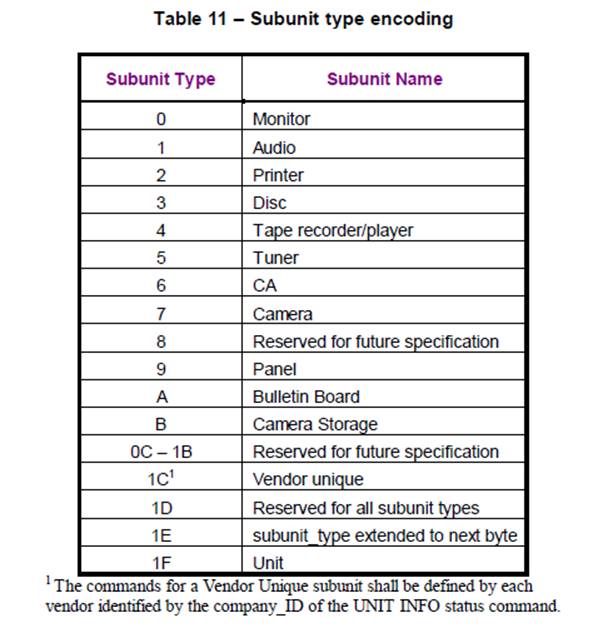 Table 11 – Subunit type encoding
Subunit Type Subunit Name
0 Monitor
1 Audio
2 Printer
3 Disc
4 Tape recorder/player
5 Tuner
6 CA
7 Camera
8 Reserved for future specification
9 Panel
A Bulletin Board
B Camera Storage
0C – 1B Reserved for future specification
1C¹ Vendor unique
1D Reserved for all subunit types
1E subunit_type extended to next byte
1F Unit
¹ The commands for a Vendor Unique subunit shall be defined by each
vendor identified by the company_ID of the UNIT INFO status command.